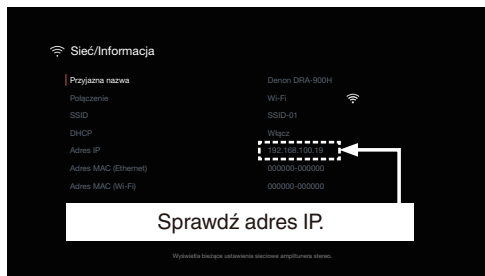 Sieć/Informacja
Przyjazna nazwa Denon DRA-900H
Połączenie Wi-Fi
SSID SSID-01
DHCP Włącz
Adres IP 192.168.100.19
Adres MAC (Ethernet) 000000-000000
Adres MAC (Wi-Fi) 000000-000000
Sprawdź adres IP.
Wyświetla bieżące ustawienia sieciowe amplitunera stereo.